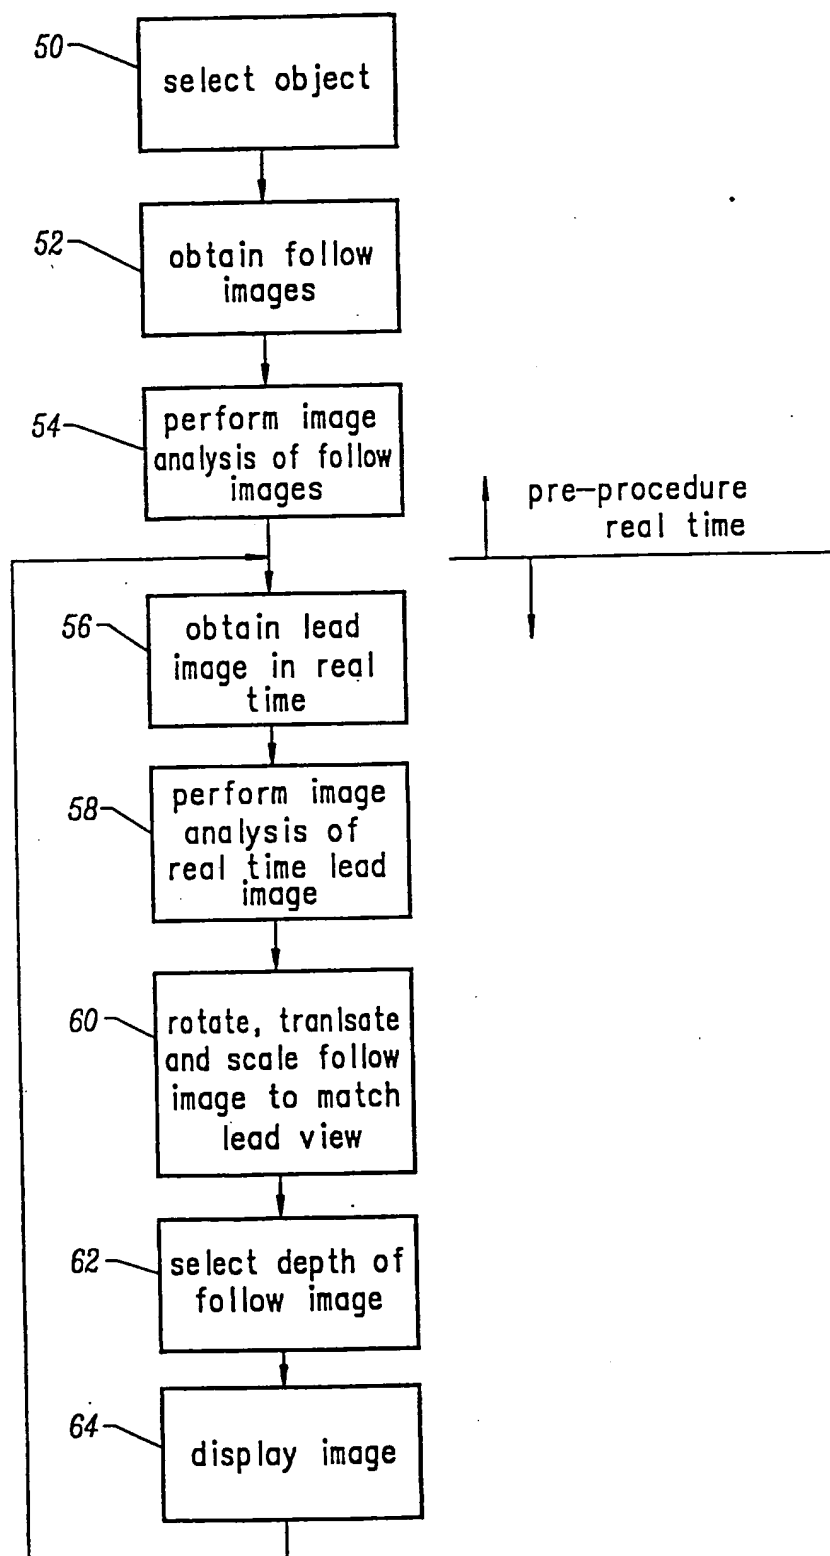 50
select object
52
obtain follow
images
54
perform image
analysis of follow
images
pre-procedure
real time
56
obtain lead
image in real
time
58
perform image
analysis of
real time lead
image
60
rotate, tranlsate
and scale follow
image to match
lead view
62
select depth of
follow image
64
display image